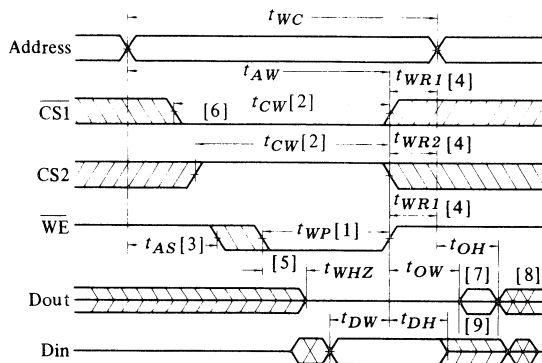 tWC
Address
tAW
tWR1 [4]
CS1
[6]
tCW[2]
tCW[2]
tWR2 [4]
CS2
tWR1
[4]
WE
tWP[1]
tAS[3]
tOH
[5]
tWHZ
tOW
[7]
[8]
Dout
tDW
tDH
[9]
Din